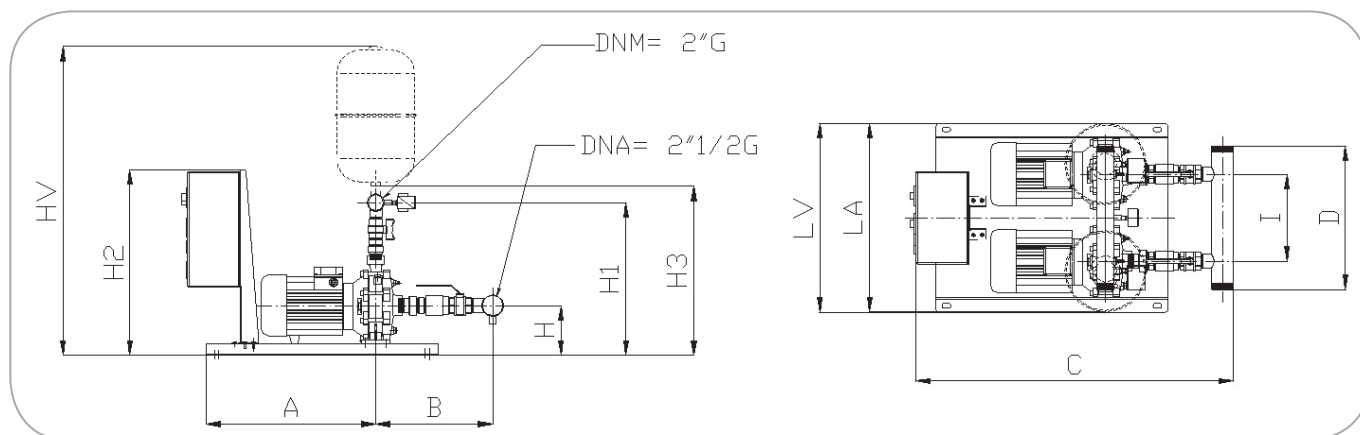 DNM= 2"G
DNA= 2"1/2G
HV
H2
H
H1
H3
A
B
LV
LA
I
D
C